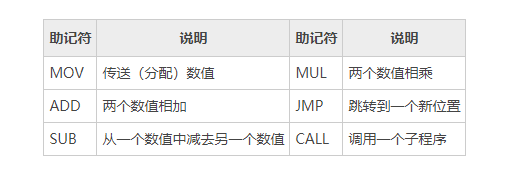 助记符 说明 助记符 说明
MOV 传送（分配）数值 MUL 两个数值相乘
ADD 两个数值相加 JMP 跳转到一个新位置
SUB 从一个数值中减去另一个数值 CALL 调用一个子程序